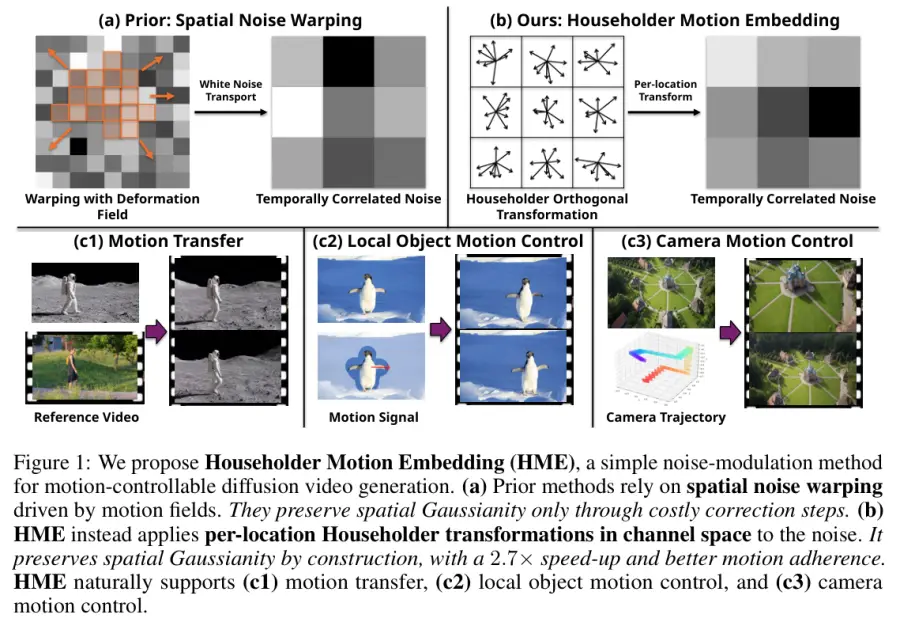 (a) Prior: Spatial Noise Warping
White Noise
Transport
Warping with Deformation
Field
Temporally Correlated Noise
(b) Ours: Householder Motion Embedding
Per-location
Transform
Householder Orthogonal
Transformation
Temporally Correlated Noise
(c1) Motion Transfer
Reference Video
(c2) Local Object Motion Control
Motion Signal
(c3) Camera Motion Control
Camera Trajectory
Figure 1: We propose Householder Motion Embedding (HME), a simple noise-modulation method
for motion-controllable diffusion video generation. (a) Prior methods rely on spatial noise warping
driven by motion fields. They preserve spatial Gaussianity only through costly correction steps. (b)
HME instead applies per-location Householder transformations in channel space to the noise. It
preserves spatial Gaussianity by construction, with a 2.7× speed-up and better motion adherence.
HME naturally supports (c1) motion transfer, (c2) local object motion control, and (c3) camera
motion control.